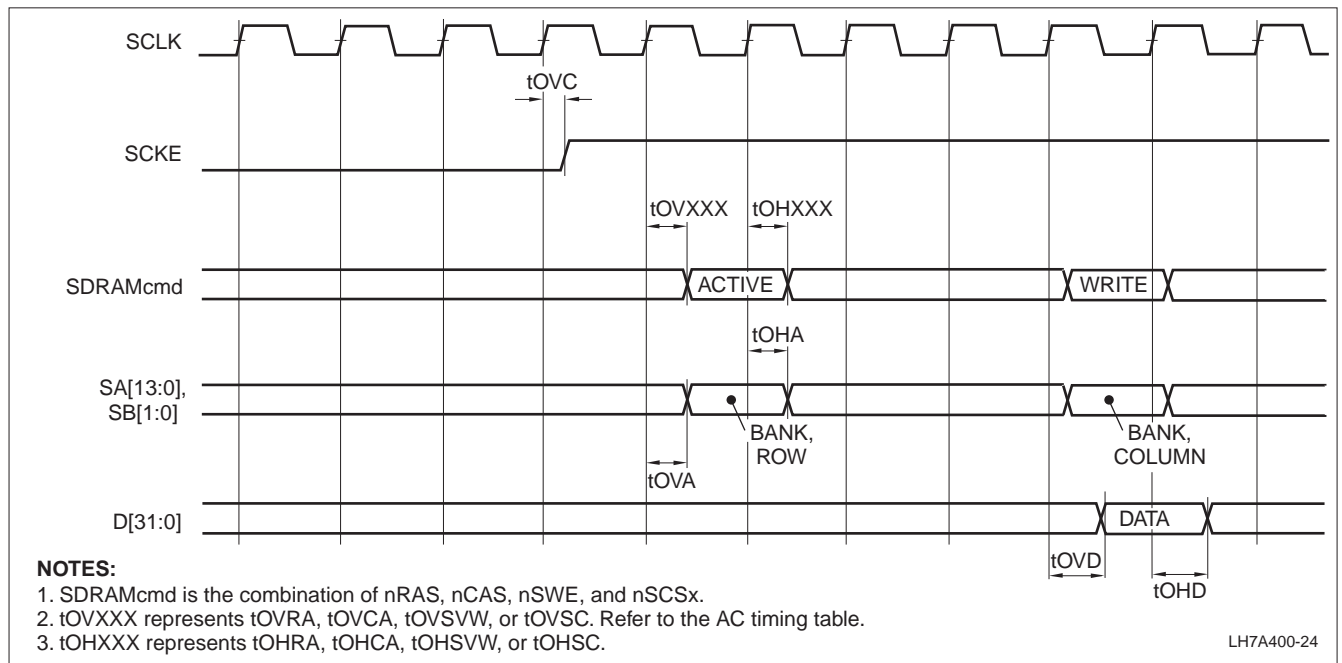 SCLK
tOVC
SCKE
tOVXXX
tOHXXX
SDRAMcmd
ACTIVE
WRITE
tOHA
SA[13:0],
SB[1:0]
BANK,
ROW
BANK,
COLUMN
tOVA
D[31:0]
DATA
tOVD
tOHD
NOTES:
1. SDRAMcmd is the combination of nRAS, nCAS, nSWE, and nSCSx.
2. tOVXXX represents tOVRA, tOVCA, tOVSVW, or tOVSC. Refer to the AC timing table.
3. tOHXXX represents tOHRA, tOHCA, tOHSVW, or tOHSC.
LH7A400-24